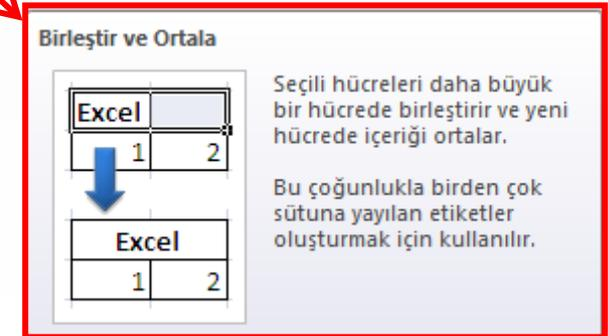 Birleştir ve Ortala
Excel
1 2
Excel
1 2
Seçili hücreleri daha büyük
bir hücrede birleştirir ve yeni
hücrede içeriği ortalar.
Bu çoğunlukla birden çok
sütuna yayılan etiketler
oluşturmak için kullanılır.